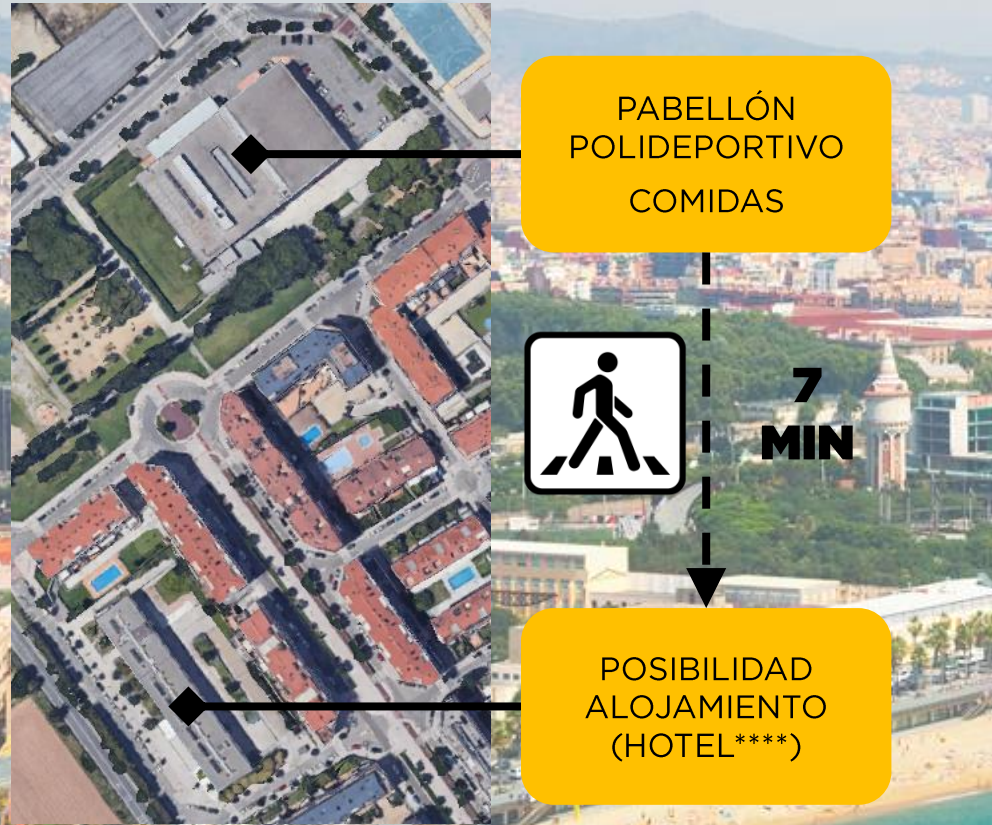 PABELLÓN
POLIDEPORTIVO
COMIDAS
7
MIN
POSIBILIDAD
ALOJAMIENTO
(HOTEL****)